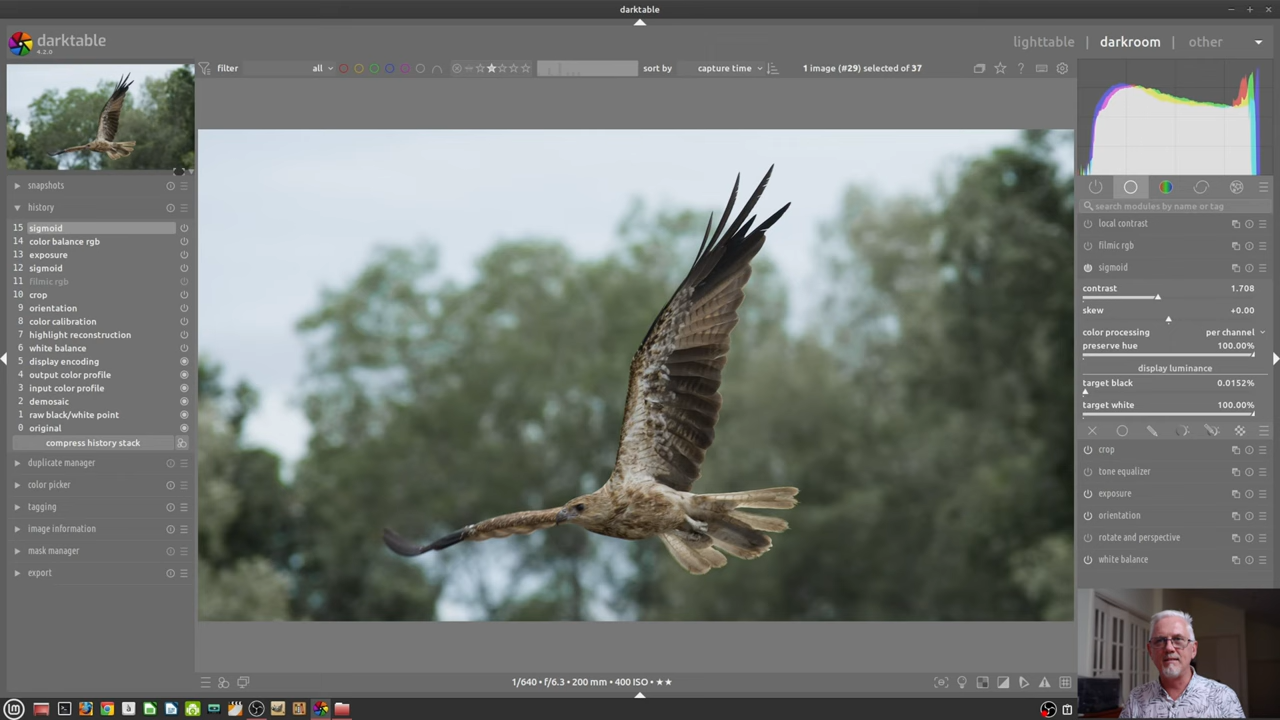 darktable
darktable
4.2.0
lighttable | darkroom | other
filter
all
sort by
capture time
1 image (#29) selected of 37
snapshots
history
15 sigmoid
14 color balance rgb
13 exposure
12 sigmoid
11 filmic rgb
10 crop
9 orientation
8 color calibration
7 highlight reconstruction
6 white balance
5 display encoding
4 output color profile
3 input color profile
2 demosaic
1 raw black/white point
0 original
compress history stack
duplicate manager
color picker
tagging
image information
mask manager
export
1/640 • f/6.3 • 200 mm • 400 ISO • ★★
search modules by name or tag
local contrast
filmic rgb
sigmoid
contrast 1.708
skew +0.00
color processing per channel
preserve hue 100.00%
display luminance
target black 0.0152%
target white 100.00%
crop
tone equalizer
exposure
orientation
rotate and perspective
white balance